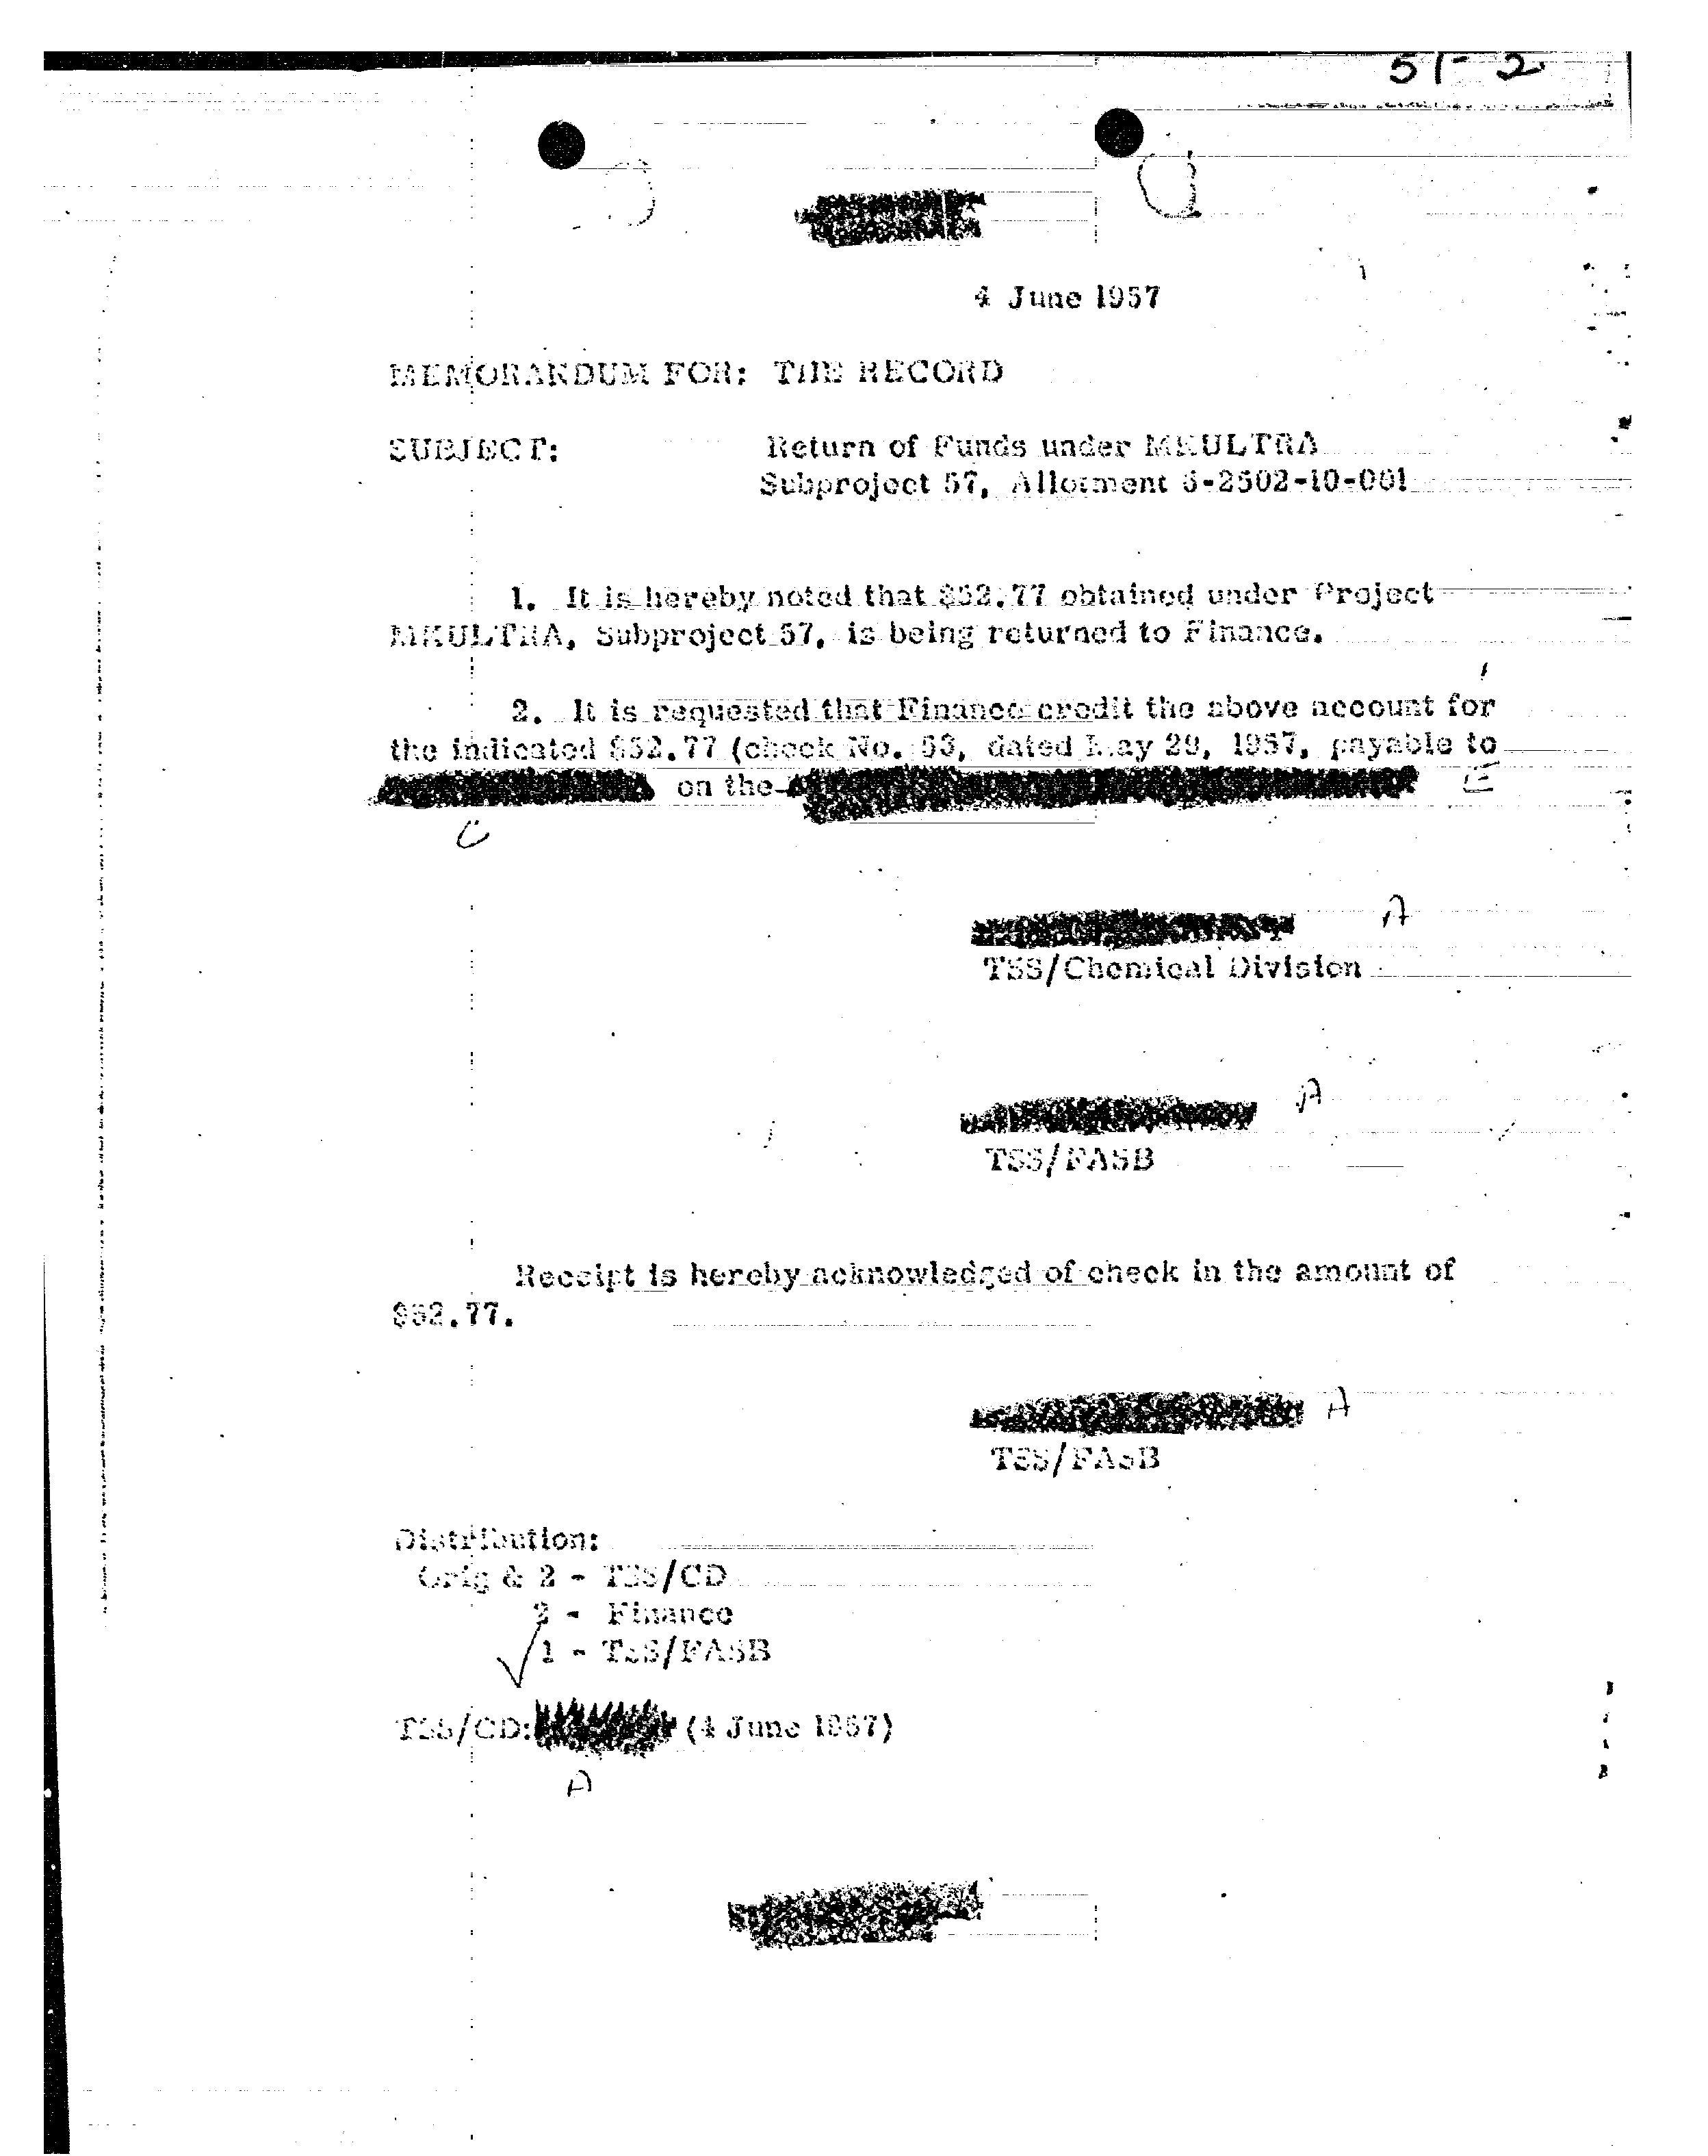 57-2
4 June 1957
MEMORANDUM FOR: THE RECORD
SUBJECT: Return of Funds under MKULTRA
Subproject 57, Allotment 6-2502-10-001
1. It is hereby noted that $52.77 obtained under Project
MKULTRA, Subproject 57, is being returned to Finance.
2. It is requested that Finance credit the above account for
the indicated $52.77 (check No. 53, dated May 29, 1957, payable to
on the
E
C
A
TSS/Chemical Division
A
TSS/FASB
Receipt is hereby acknowledged of check in the amount of
$52.77.
A
TSS/FASB
Distribution:
Orig & 2 - TSS/CD
2 - Finance
1 - TSS/FASB
TSS/CD: (4 June 1957)
A